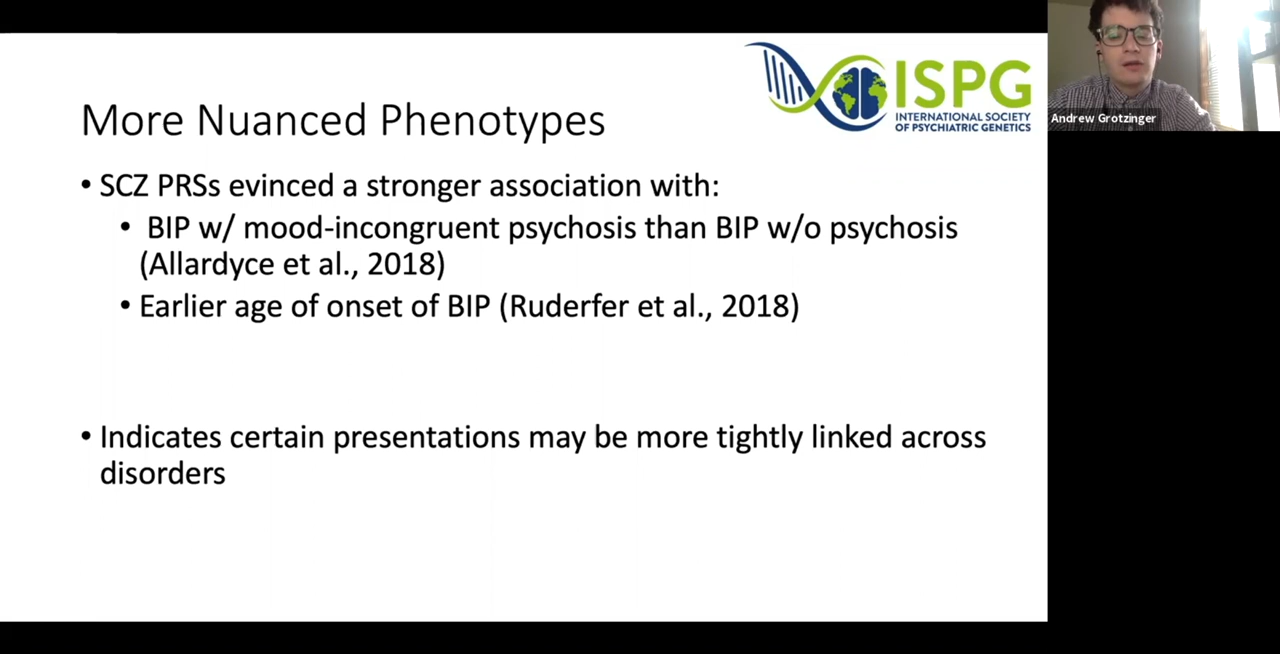 More Nuanced Phenotypes
ISPG
INTERNATIONAL SOCIETY
OF PSYCHIATRIC GENETICS
Andrew Grotzinger
• SCZ PRSs evinced a stronger association with:
• BIP w/ mood-incongruent psychosis than BIP w/o psychosis
(Allardyce et al., 2018)
• Earlier age of onset of BIP (Ruderfer et al., 2018)
• Indicates certain presentations may be more tightly linked across
disorders